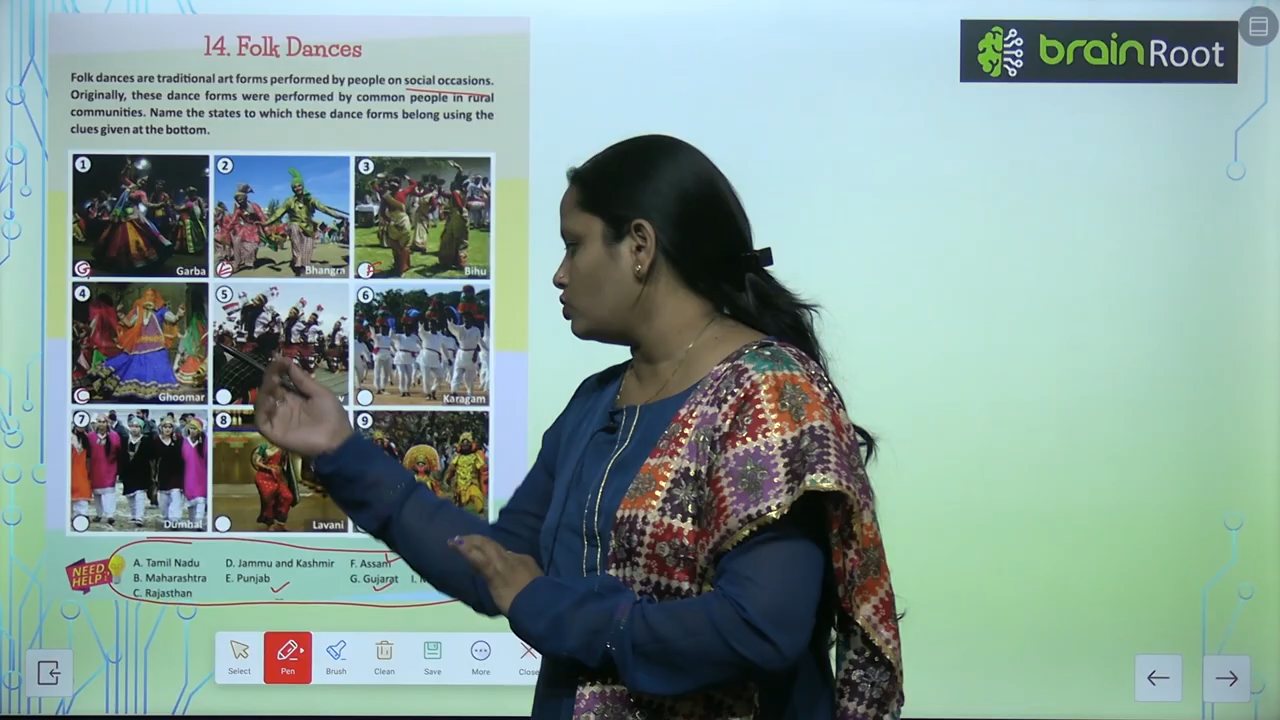 14. Folk Dances
brainRoot
Folk dances are traditional art forms performed by people on social occasions.
Originally, these dance forms were performed by common people in rural
communities. Name the states to which these dance forms belong using the
clues given at the bottom.
1
2
3
G Garba
E Bhangra
F Bihu
4
5
6
C Ghoomar
Karagam
7
8
9
Dumhal
Lavani
NEED HELP?
A. Tamil Nadu D. Jammu and Kashmir F. Assam
B. Maharashtra E. Punjab G. Gujarat I.
C. Rajasthan
Select Pen Brush Clean Save More Close